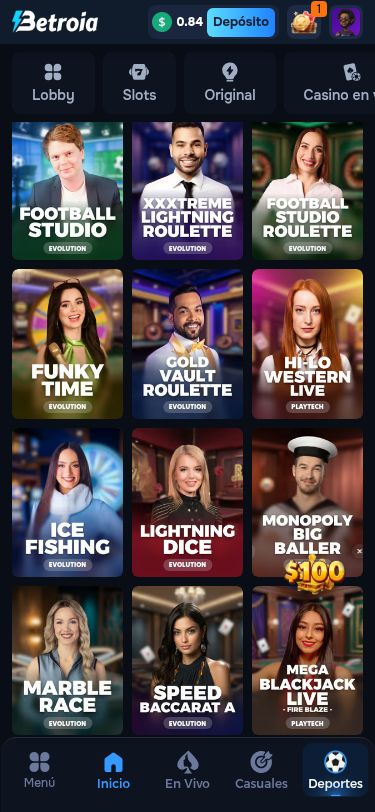 Betroia
$ 0.84 Depósito
1
Lobby Slots Original Casino en v
FOOTBALL
STUDIO
EVOLUTION
XXXTREME
LIGHTNING
ROULETTE
EVOLUTION
FOOTBALL
STUDIO
ROULETTE
EVOLUTION
FUNKY
TIME
EVOLUTION
GOLD
VAULT
ROULETTE
EVOLUTION
HI-LO
WESTERN
LIVE
PLAYTECH
ICE
FISHING
EVOLUTION
LIGHTNING
DICE
EVOLUTION
MONOPOLY
BIG
BALLER
$100
×
MARBLE
RACE
EVOLUTION
SPEED
BACCARAT A
EVOLUTION
MEGA
BLACKJACK
LIVE
- FIRE BLAZE -
PLAYTECH
Menú Inicio En Vivo Casuales Deportes